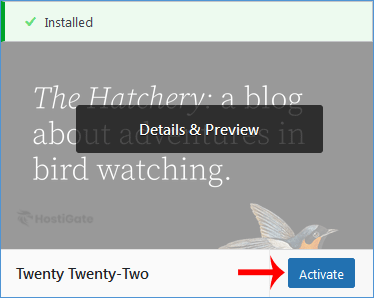 Installed
The Hatchery: a blog
about adventures in
Details & Preview
bird watching.
HostiGate
Twenty Twenty-Two
Activate